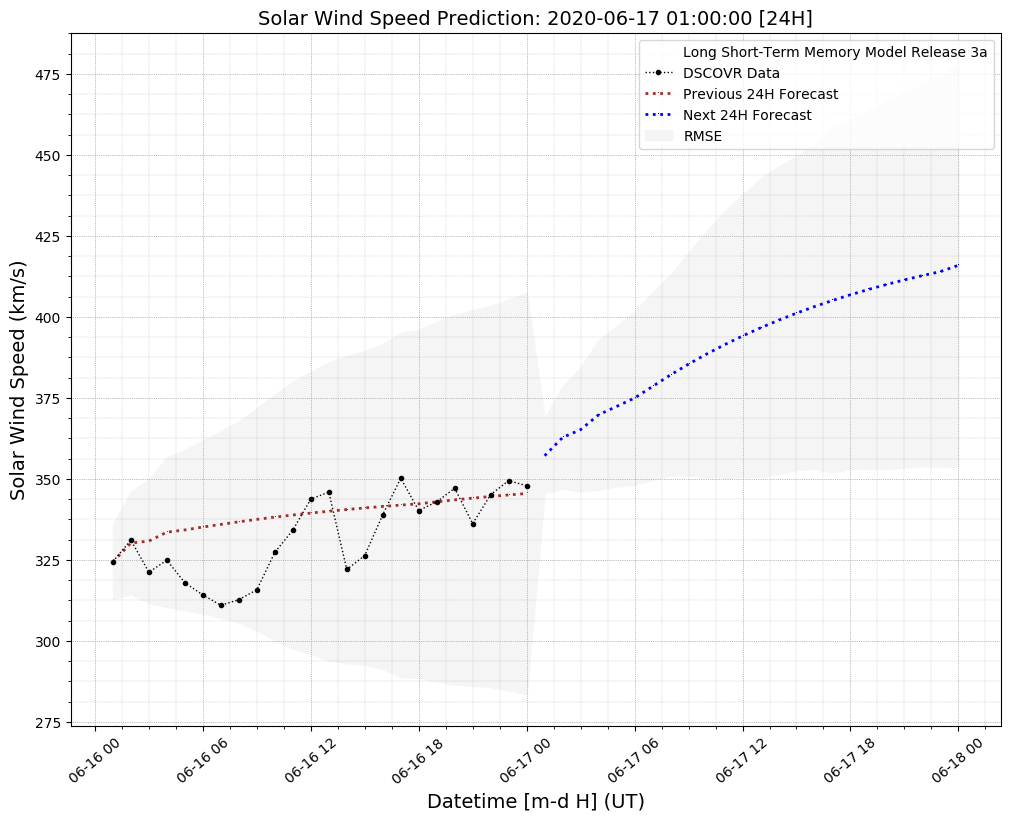 Solar Wind Speed Prediction: 2020-06-17 01:00:00 [24H]
Long Short-Term Memory Model Release 3a
DSCOVR Data
Previous 24H Forecast
Next 24H Forecast
RMSE
Solar Wind Speed (km/s)
475
450
425
400
375
350
325
300
275
06-16 00
06-16 06
06-16 12
06-16 18
06-17 00
06-17 06
06-17 12
06-17 18
06-18 00
Datetime [m-d H] (UT)